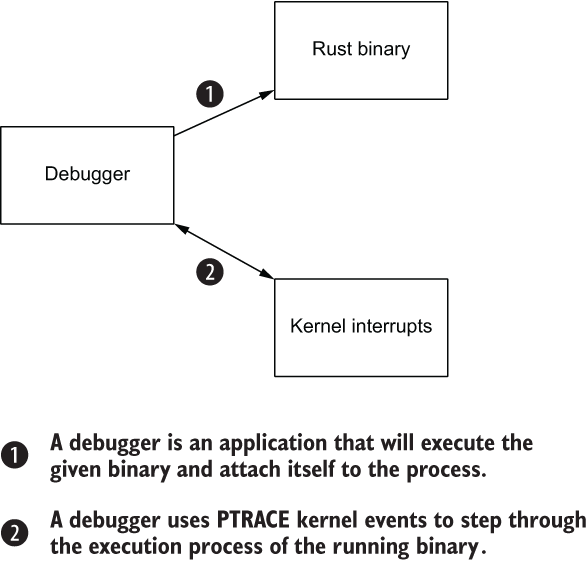 Rust binary
1
Debugger
2
Kernel interrupts
1 A debugger is an application that will execute the
given binary and attach itself to the process.
2 A debugger uses PTRACE kernel events to step through
the execution process of the running binary.